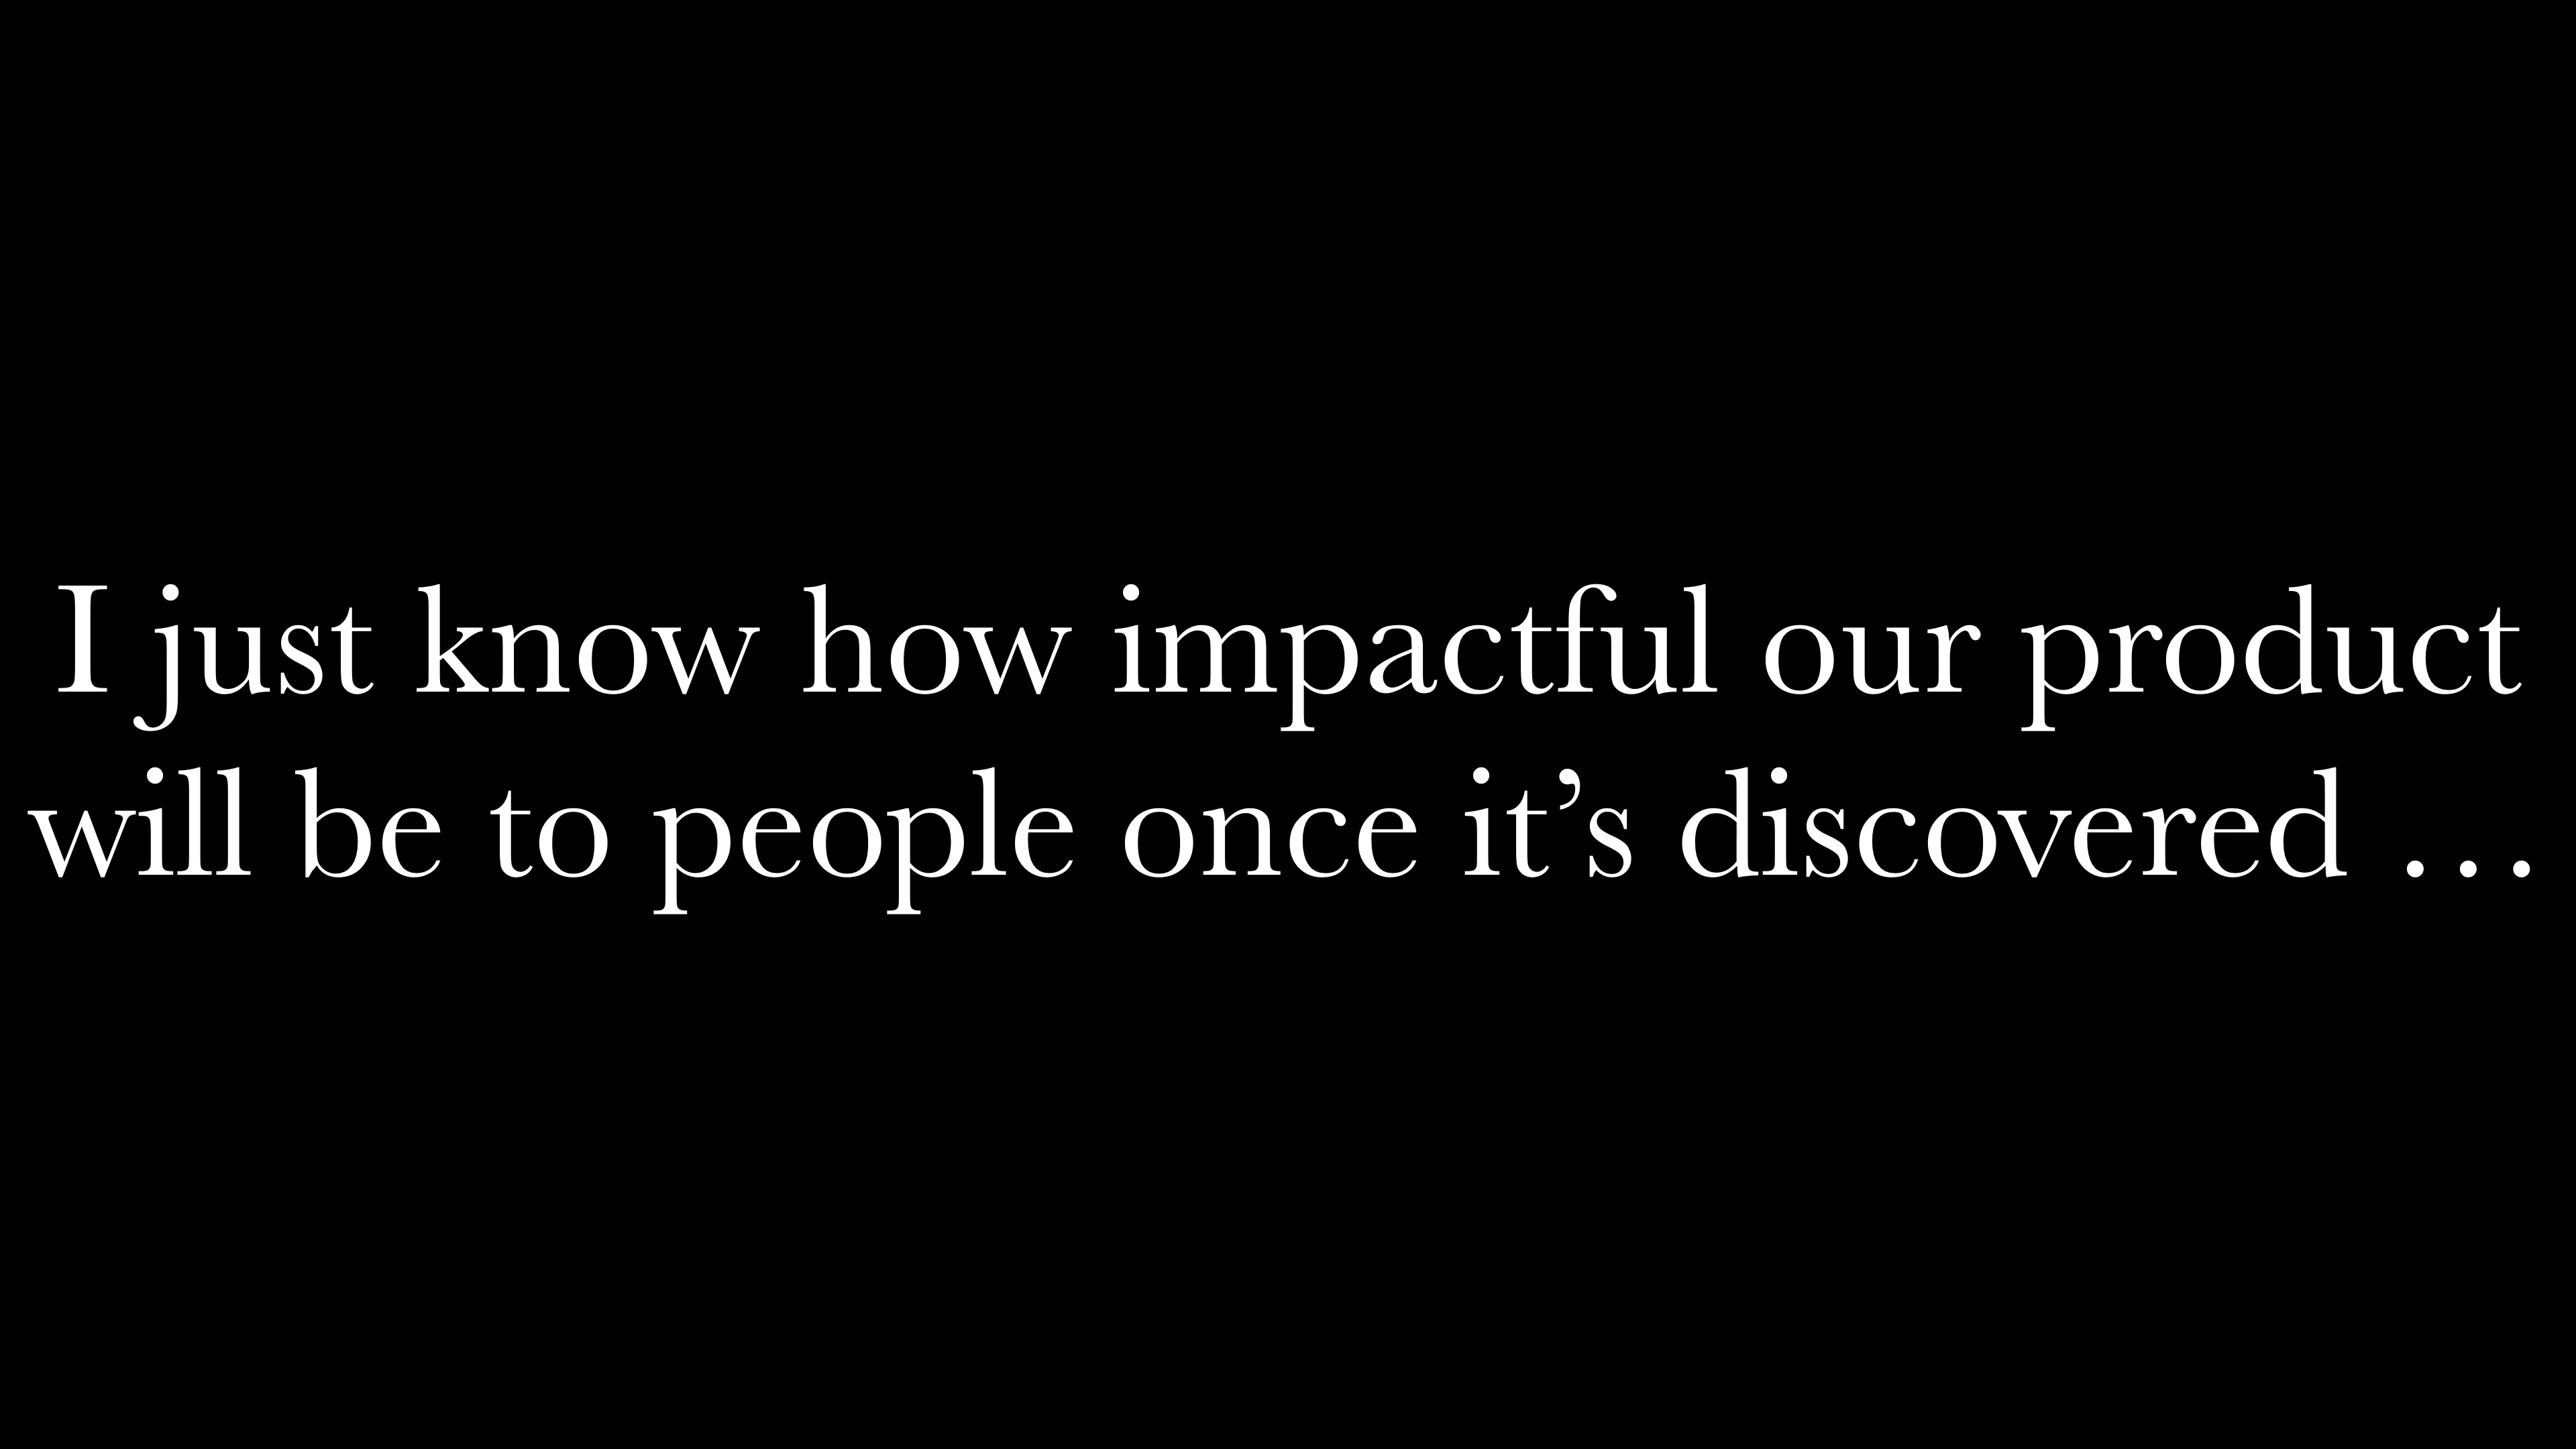 I just know how impactful our product
will be to people once it’s discovered …